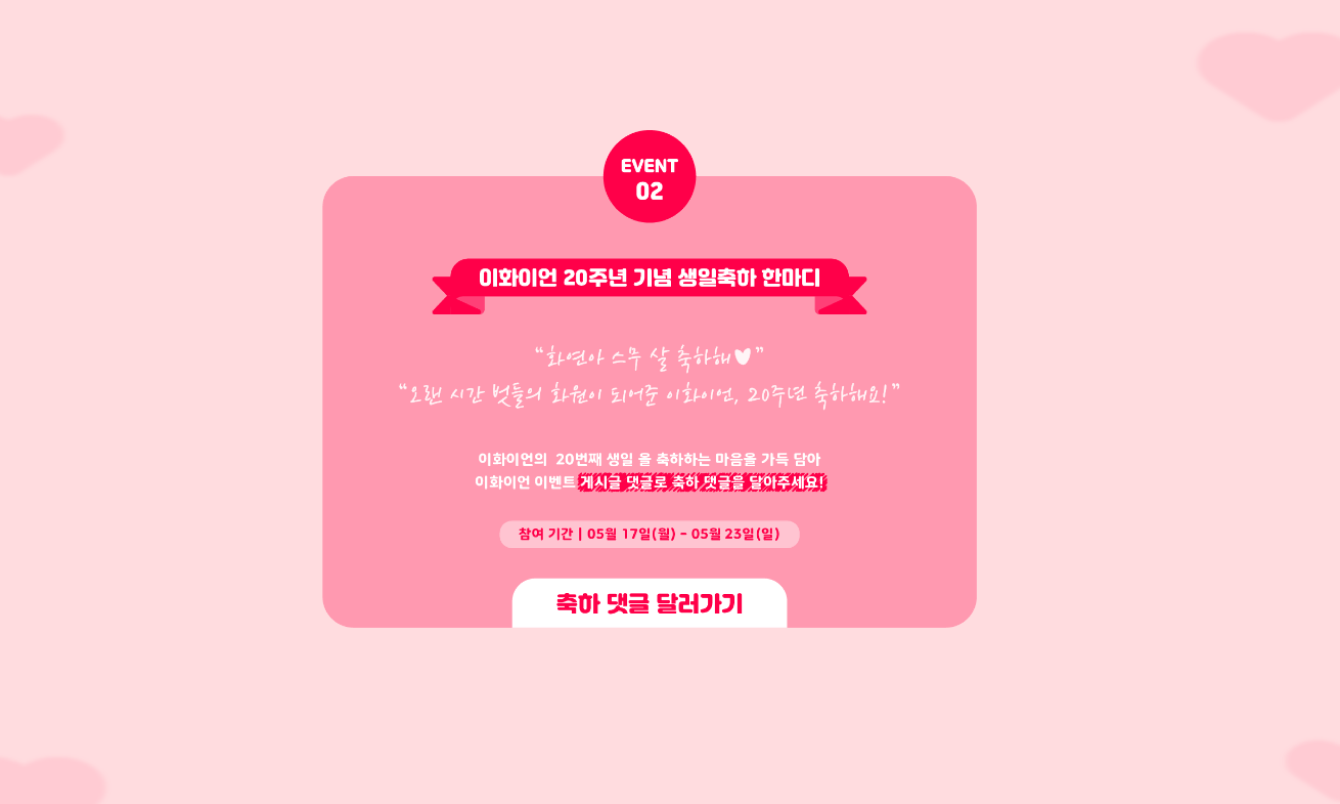 EVENT
02
이화이언 20주년 기념 생일축하 한마디
“화연아 스무 살 축하해♥”
“오랜 시간 벗들의 화원이 되어준 이화이언, 20주년 축하해요!”
이화이언의 20번째 생일 을 축하하는 마음을 가득 담아
이화이언 이벤트 게시글 댓글로 축하 댓글을 달아주세요!
참여 기간 | 05월 17일(월) - 05월 23일(일)
축하 댓글 달러가기